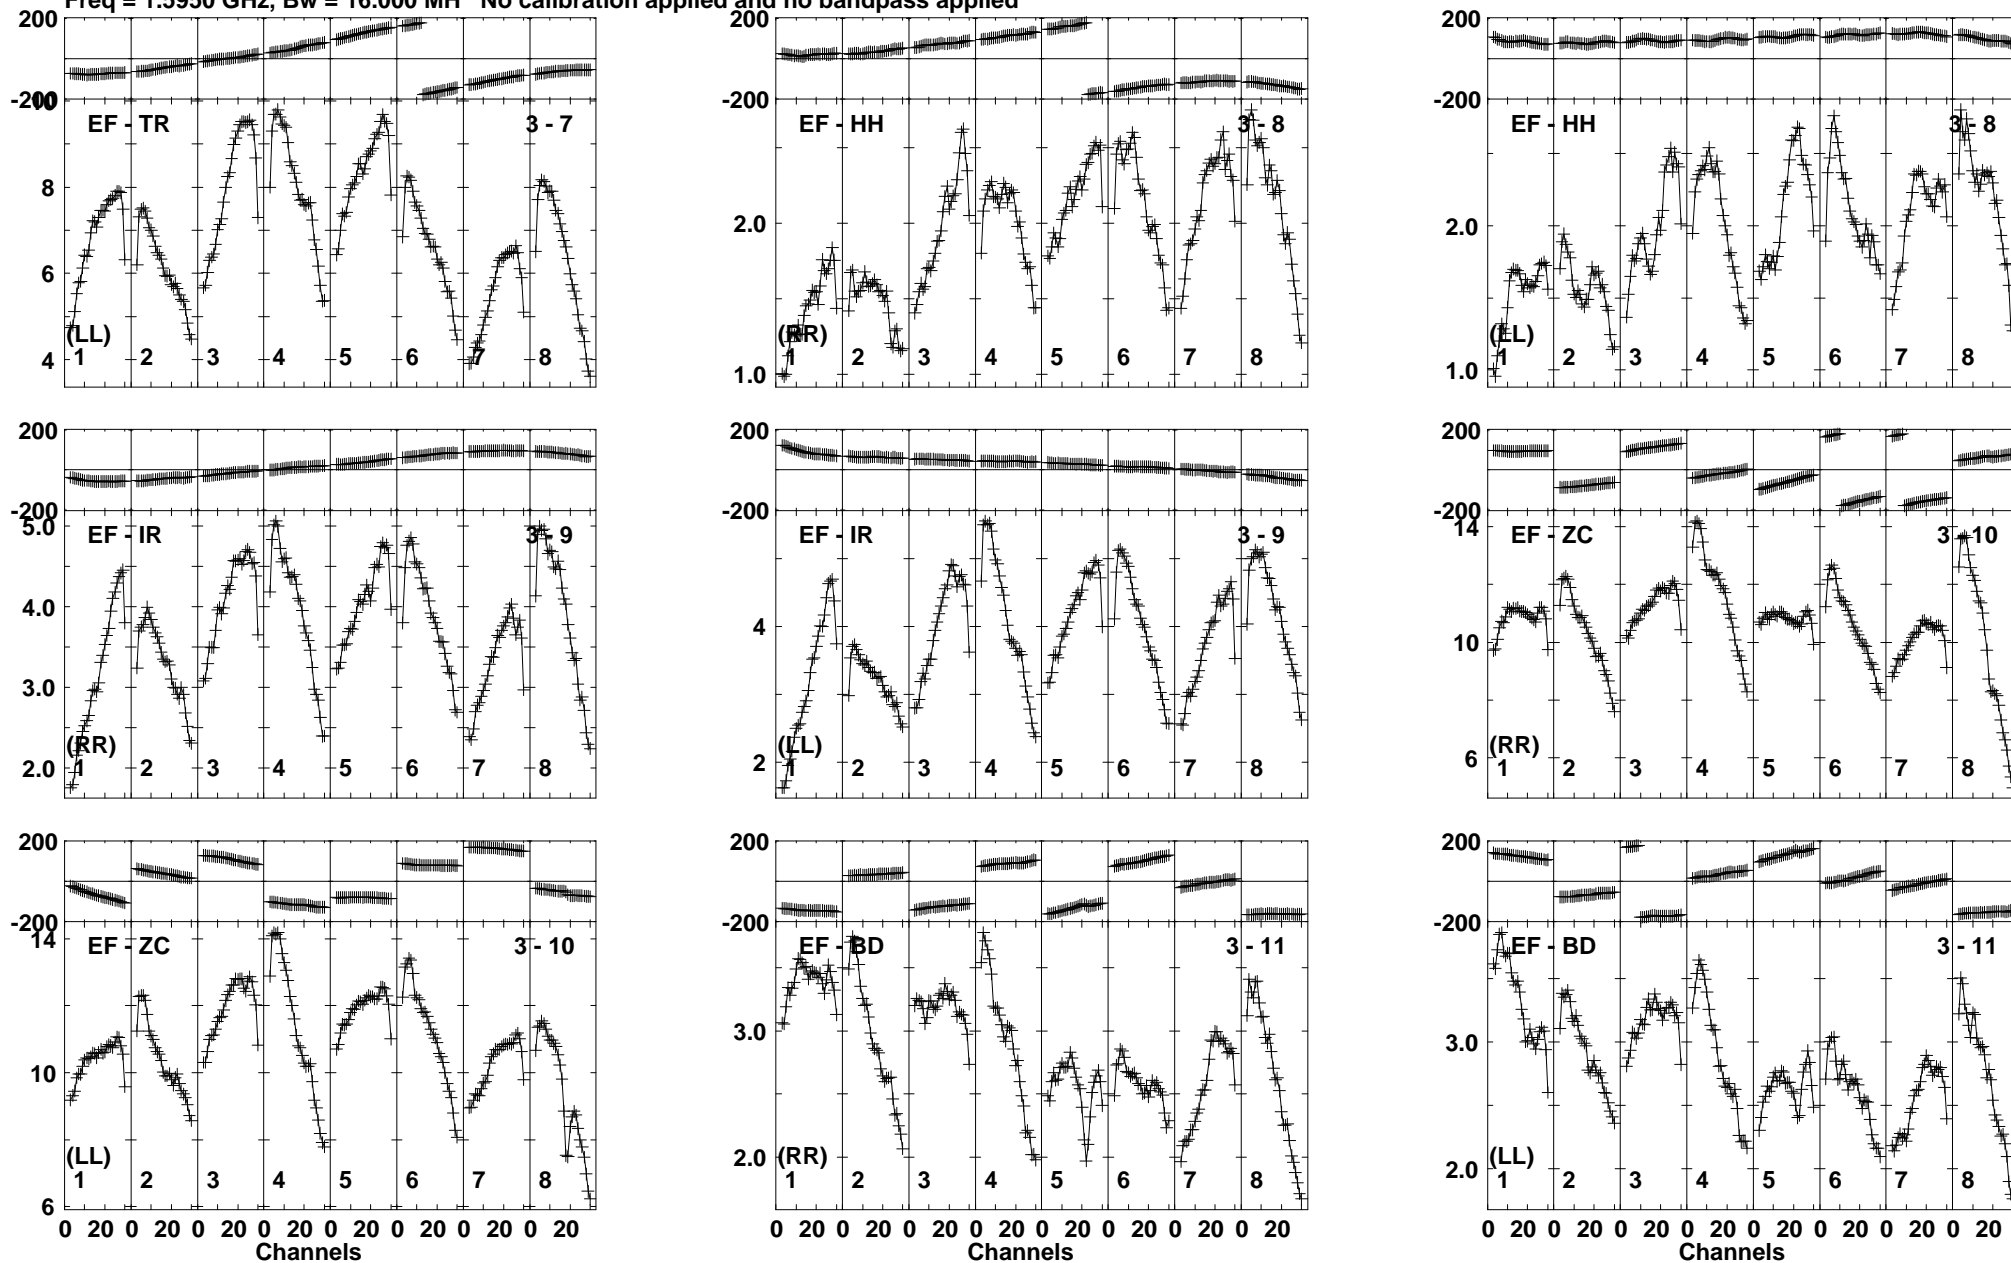 Freq = 1.5950 GHz, Bw = 16.000 MH No calibration applied and no bandpass applied
200
-200
10
8
6
4
EF - TR
3 - 7
(LL)
1 2 3 4 5 6 7 8
200
-200
2.0
1.0
EF - HH
3 - 8
(RR)
1 2 3 4 5 6 7 8
200
-200
2.0
1.0
EF - HH
3 - 8
(LL)
1 2 3 4 5 6 7 8
200
-200
5.0
4.0
3.0
2.0
EF - IR
3 - 9
(RR)
1 2 3 4 5 6 7 8
200
-200
4
2
EF - IR
3 - 9
(LL)
1 2 3 4 5 6 7 8
200
-200
14
10
6
EF - ZC
3 - 10
(RR)
1 2 3 4 5 6 7 8
200
-200
14
10
6
EF - ZC
3 - 10
(LL)
1 2 3 4 5 6 7 8
0 20 0 20 0 20 0 20 0 20 0 20 0 20 0 20
Channels
200
-200
3.0
2.0
EF - BD
3 - 11
(RR)
1 2 3 4 5 6 7 8
0 20 0 20 0 20 0 20 0 20 0 20 0 20 0 20
Channels
200
-200
3.0
2.0
EF - BD
3 - 11
(LL)
1 2 3 4 5 6 7 8
0 20 0 20 0 20 0 20 0 20 0 20 0 20 0 20
Channels